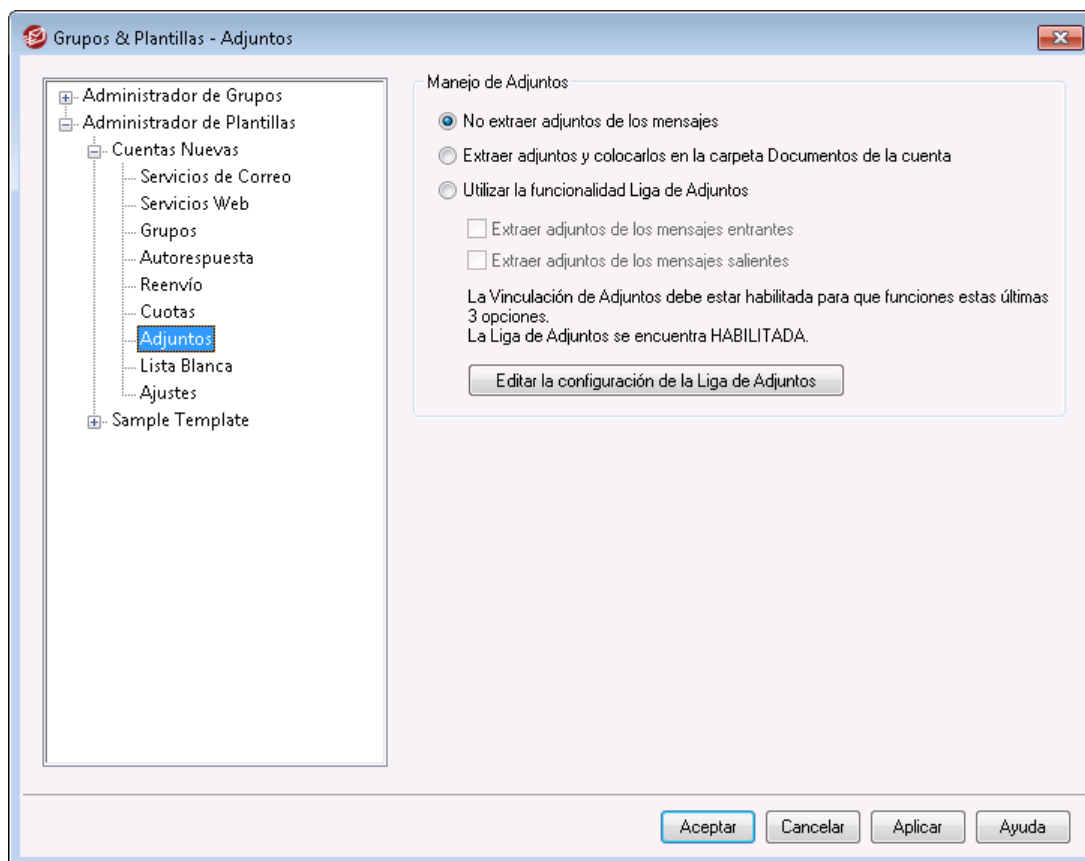 Grupos & Plantillas - Adjuntos
Administrador de Grupos
Administrador de Plantillas
Cuentas Nuevas
Servicios de Correo
Servicios Web
Grupos
Autorespuesta
Reenvío
Cuotas
Adjuntos
Lista Blanca
Ajustes
Sample Template
Manejo de Adjuntos
No extraer adjuntos de los mensajes
Extraer adjuntos y colocarlos en la carpeta Documentos de la cuenta
Utilizar la funcionalidad Liga de Adjuntos
Extraer adjuntos de los mensajes entrantes
Extraer adjuntos de los mensajes salientes
La Vinculación de Adjuntos debe estar habilitada para que funciones estas últimas
3 opciones.
La Liga de Adjuntos se encuentra HABILITADA.
Editar la configuración de la Liga de Adjuntos
Aceptar
Cancelar
Aplicar
Ayuda